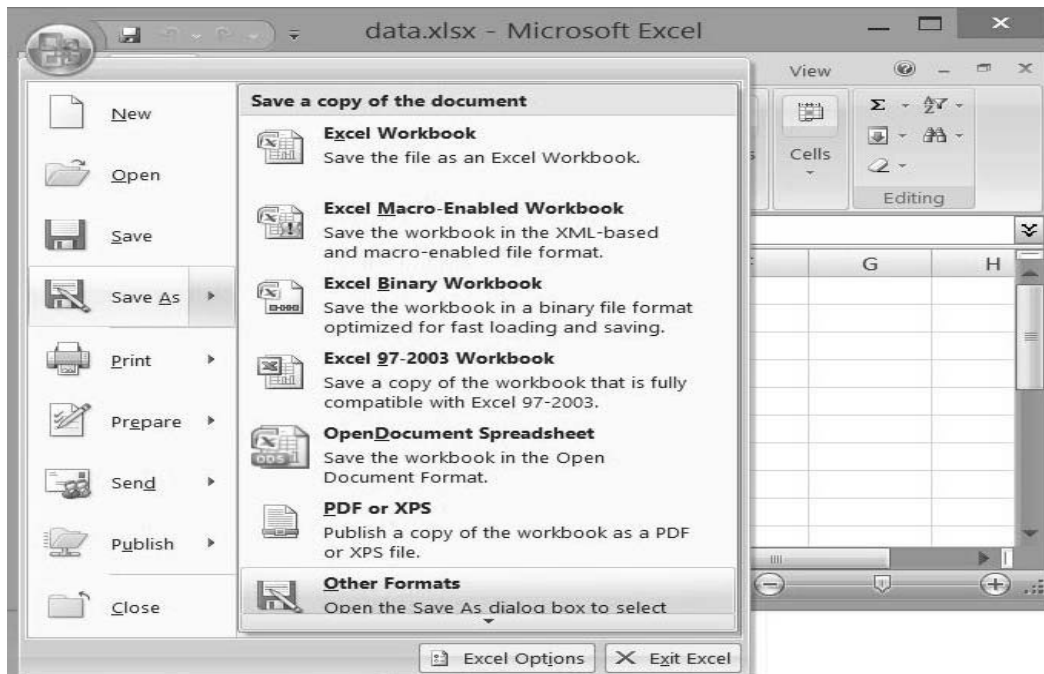 data.xlsx - Microsoft Excel
View
New
Open
Save
Save As
Print
Prepare
Send
Publish
Close
Save a copy of the document
Excel Workbook
Save the file as an Excel Workbook.
Excel Macro-Enabled Workbook
Save the workbook in the XML-based
and macro-enabled file format.
Excel Binary Workbook
Save the workbook in a binary file format
optimized for fast loading and saving.
Excel 97-2003 Workbook
Save a copy of the workbook that is fully
compatible with Excel 97-2003.
OpenDocument Spreadsheet
Save the workbook in the Open
Document Format.
PDF or XPS
Publish a copy of the workbook as a PDF
or XPS file.
Other Formats
Open the Save As dialog box to select
Excel Options
Exit Excel
Cells
Σ
Editing
G H